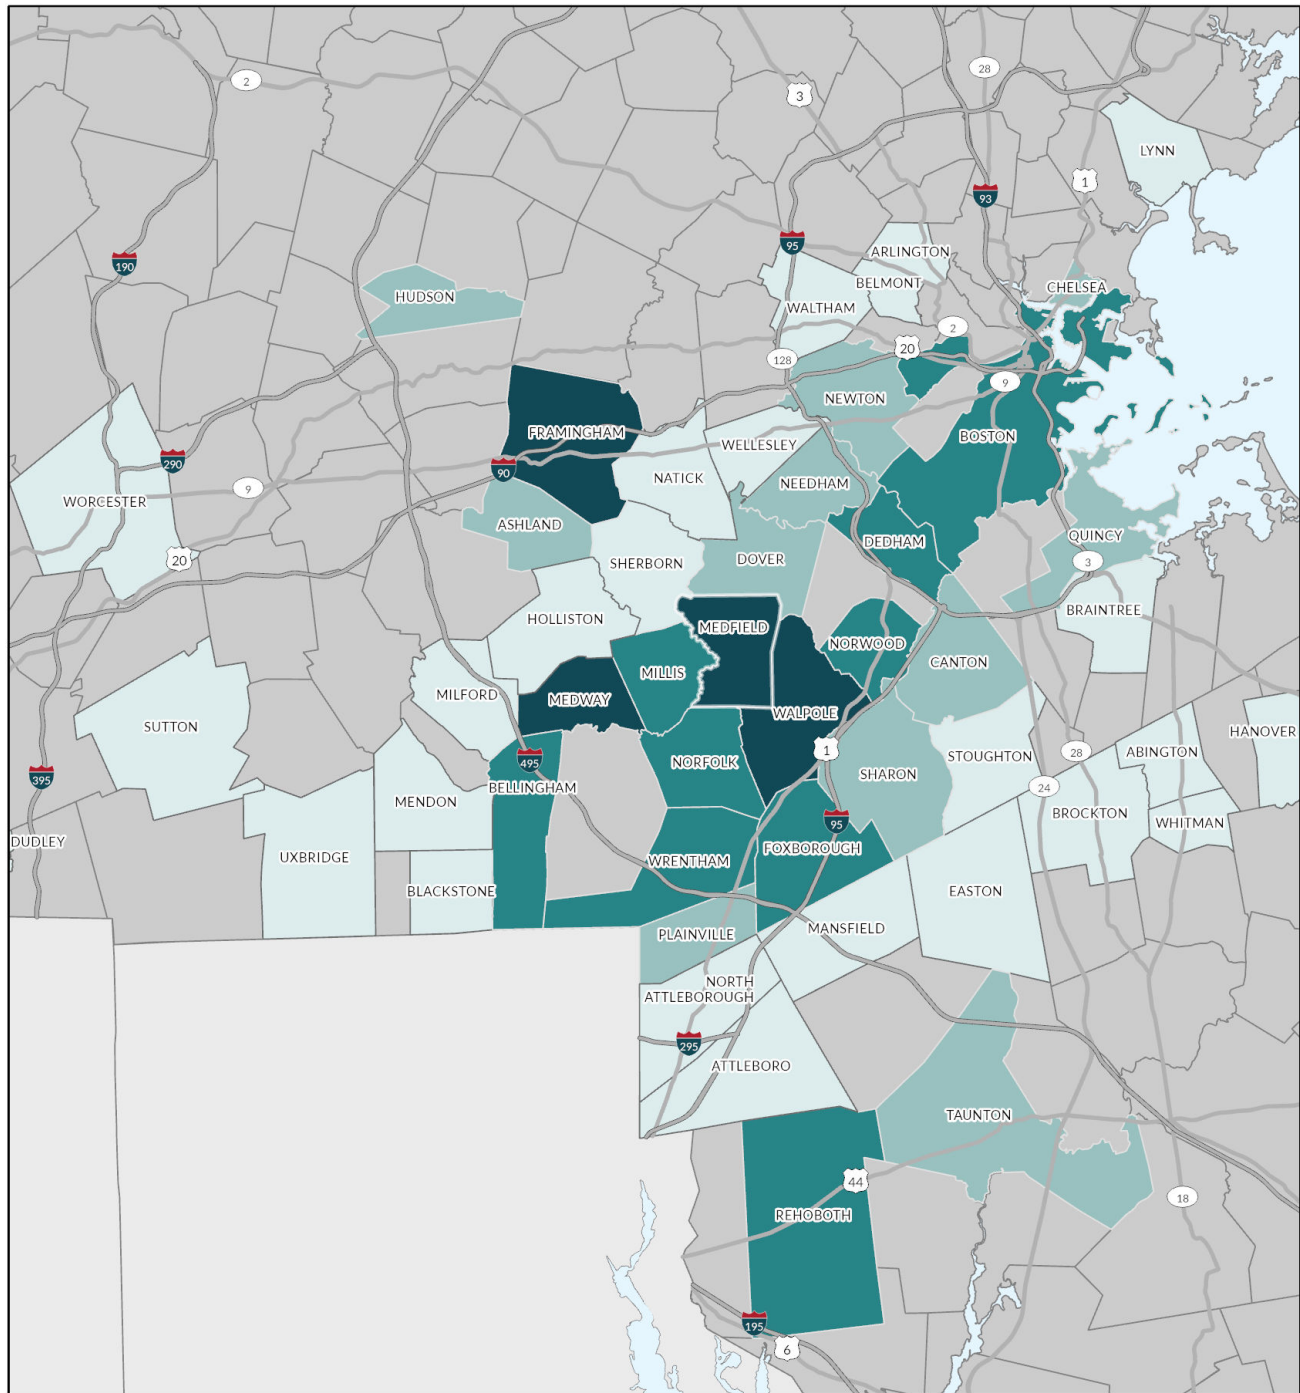 2
28
3
LYNN
1
93
95
ARLINGTON
190
BELMONT
CHELSEA
HUDSON
WALTHAM
2
20
128
9
NEWTON
FRAMINGHAM
WELLESLEY
BOSTON
290
90
NATICK
NEEDHAM
9
WORCESTER
ASHLAND
QUINCY
DEDHAM
20
SHERBORN
DOVER
3
BRAINTREE
HOLLISTON
MEDFIELD
NORWOOD
CANTON
MILLIS
MILFORD
MEDWAY
SUTTON
WALPOLE
HANOVER
1
28
ABINGTON
STOUGHTON
495
NORFOLK
395
SHARON
24
BELLINGHAM
MENDON
BROCKTON
95
WHITMAN
DUDLEY
FOXBOROUGH
UXBRIDGE
WRENTHAM
BLACKSTONE
EASTON
MANSFIELD
PLAINVILLE
NORTH
ATTLEBOROUGH
295
ATTLEBORO
TAUNTON
44
18
REHOBOTH
195
6